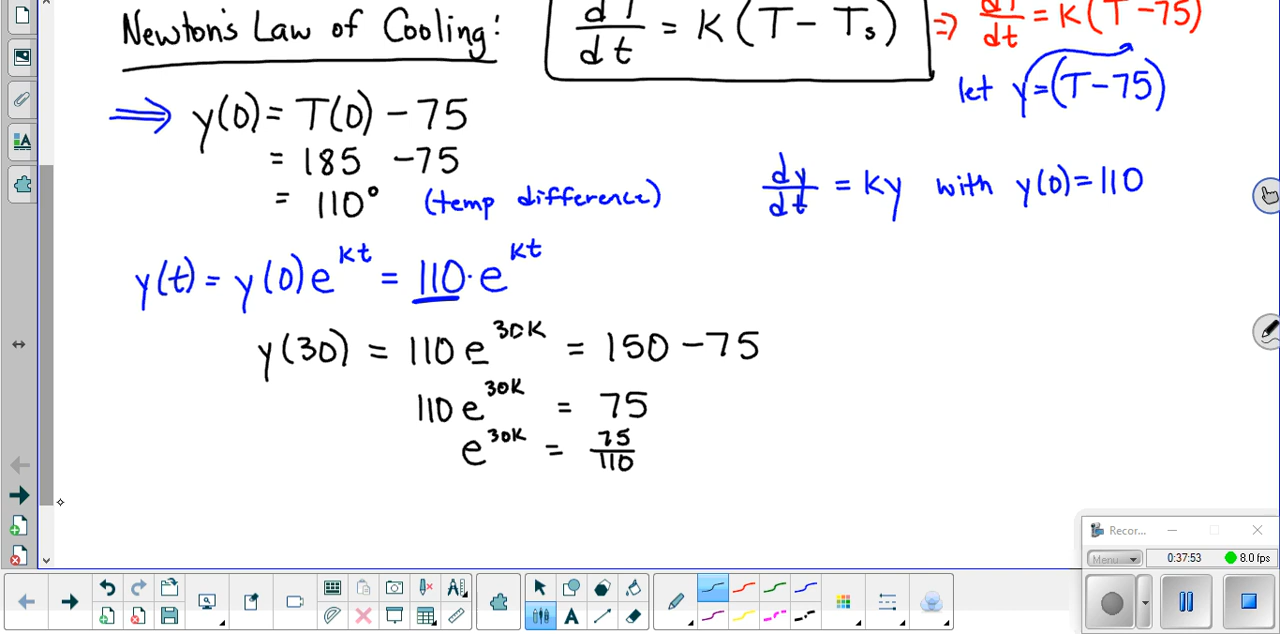 Newton's Law of Cooling: dT/dt = K(T - Ts) ⇒ dT/dt = K(T-75)
let y=(T-75)
⇒ y(0) = T(0) - 75
= 185 - 75
= 110° (temp difference)
dy/dt = Ky with y(0)=110
y(t) = y(0)e^kt = 110·e^kt
y(30) = 110e^30K = 150-75
110e^30K = 75
e^30K = 75/110
Recor...
Menu 0:37:53 8.0 fps